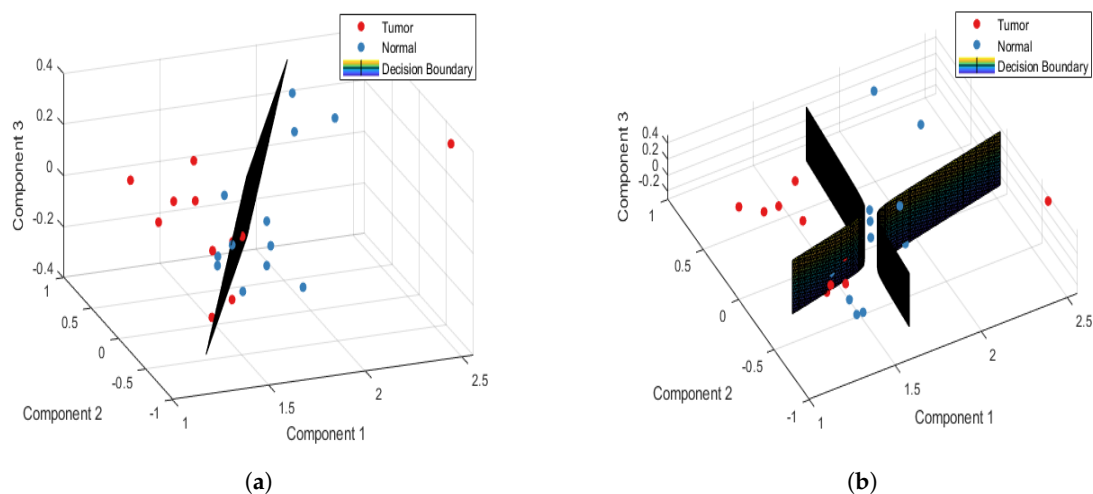 Tumor
Normal
Decision Boundary
Component 3
0.4
0.2
0
-0.2
-0.4
1
0.5
0
-0.5
-1
Component 2
1
1.5
2
2.5
Component 1
(a)
Tumor
Normal
Decision Boundary
Component 3
0.4
0.2
0
-0.2
1
0.5
0
-0.5
-1
Component 2
1
1.5
2
2.5
Component 1
(b)